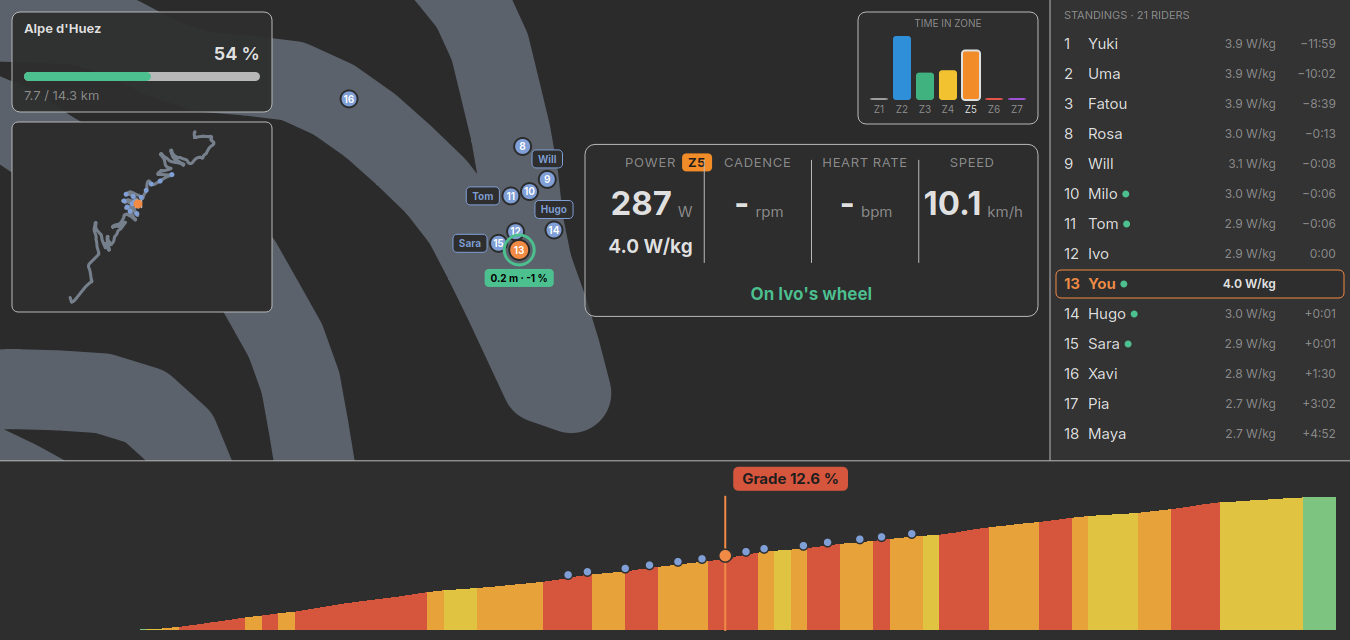 Alpe d'Huez
54 %
7.7 / 14.3 km
16
8
Will
9
Tom
11
10
Hugo
12
14
Sara
15
13
0.2 m · -1 %
TIME IN ZONE
Z1 Z2 Z3 Z4 Z5 Z6 Z7
POWER Z5 CADENCE HEART RATE SPEED
287 W - rpm - bpm 10.1 km/h
4.0 W/kg
On Ivo's wheel
STANDINGS · 21 RIDERS
1 Yuki 3.9 W/kg −11:59
2 Uma 3.9 W/kg −10:02
3 Fatou 3.9 W/kg −8:39
8 Rosa 3.0 W/kg −0:13
9 Will 3.1 W/kg −0:08
10 Milo 3.0 W/kg −0:06
11 Tom 2.9 W/kg −0:06
12 Ivo 2.9 W/kg 0:00
13 You 4.0 W/kg
14 Hugo 3.0 W/kg +0:01
15 Sara 2.9 W/kg +0:01
16 Xavi 2.8 W/kg +1:30
17 Pia 2.7 W/kg +3:02
18 Maya 2.7 W/kg +4:52
Grade 12.6 %